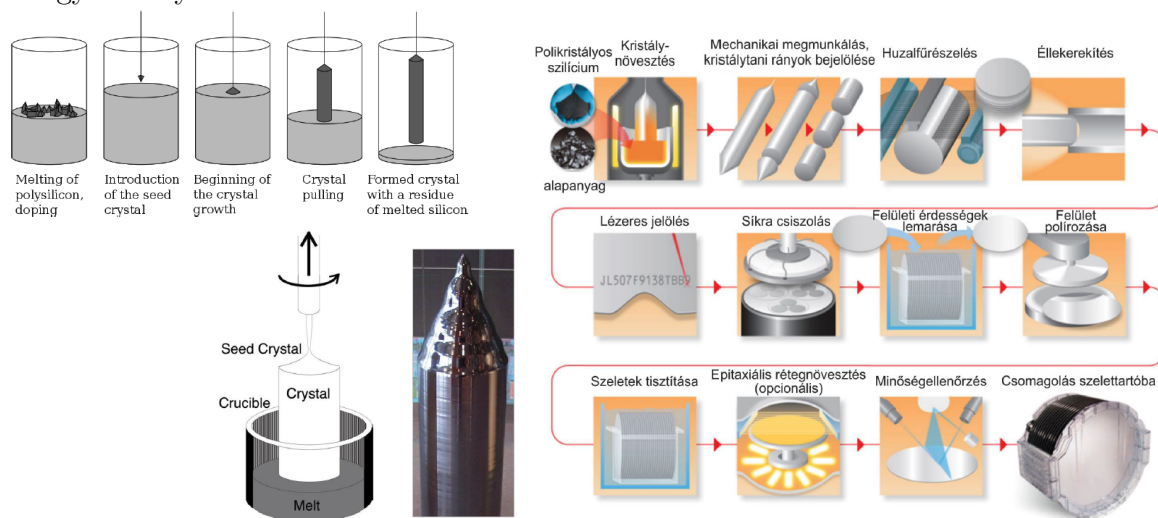 Melting of
polysilicon,
doping
Introduction
of the seed
crystal
Beginning of
the crystal
growth
Crystal
pulling
Formed crystal
with a residue
of melted silicon
Seed Crystal
Crystal
Crucible
Melt
Polikristályos
szilícium
alapanyag
Kristály-
növesztés
Mechanikai megmunkálás,
kristálytani rányok bejelölése
Huzalfűrészelés
Éllekerekítés
Lézeres jelölés
JL507F9138TBB9
Síkra csiszolás
Felületi érdességek
lemarása
Felület
polírozása
Szeletek tisztítása
Epitaxiális rétegnövesztés
(opcionális)
Minőségellenőrzés
Csomagolás szelettartóba